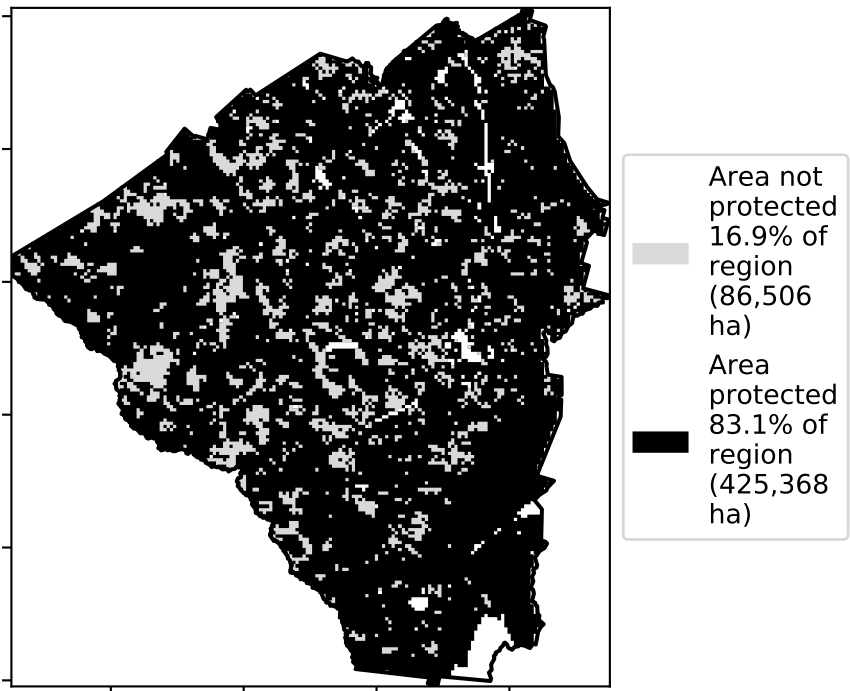 Area not
protected
16.9% of
region
(86,506
ha)
Area
protected
83.1% of
region
(425,368
ha)